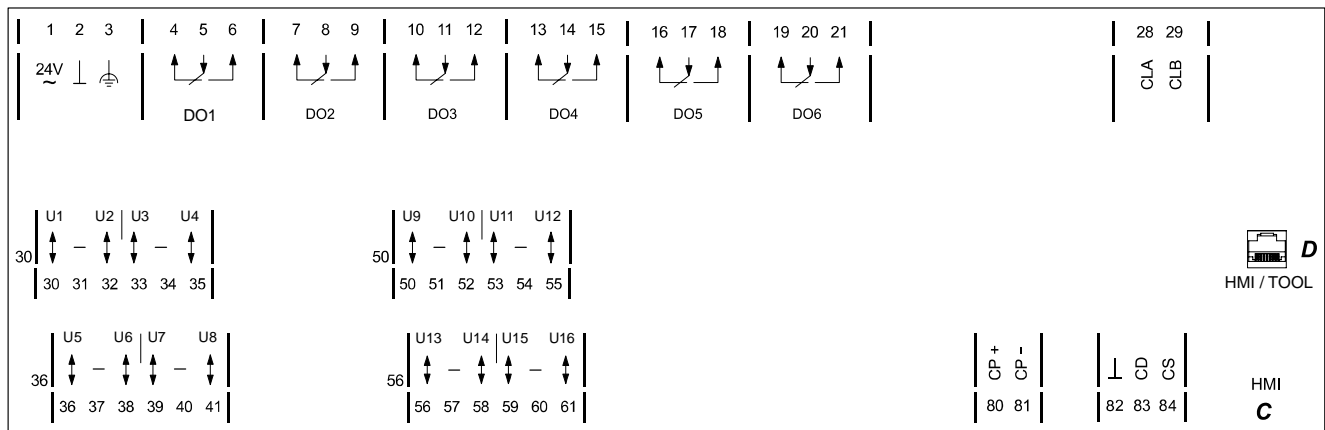 1 2 3 4 5 6 7 8 9 10 11 12 13 14 15 16 17 18 19 20 21 28 29
24V ~ CLA CLB
DO1 DO2 DO3 DO4 DO5 DO6
U1 U2 U3 U4 U9 U10 U11 U12
30 – – 50 – – D
30 31 32 33 34 35 50 51 52 53 54 55 HMI / TOOL
U5 U6 U7 U8 U13 U14 U15 U16
36 – – 56 – – CP + CP - CD CS HMI
36 37 38 39 40 41 56 57 58 59 60 61 80 81 82 83 84 C